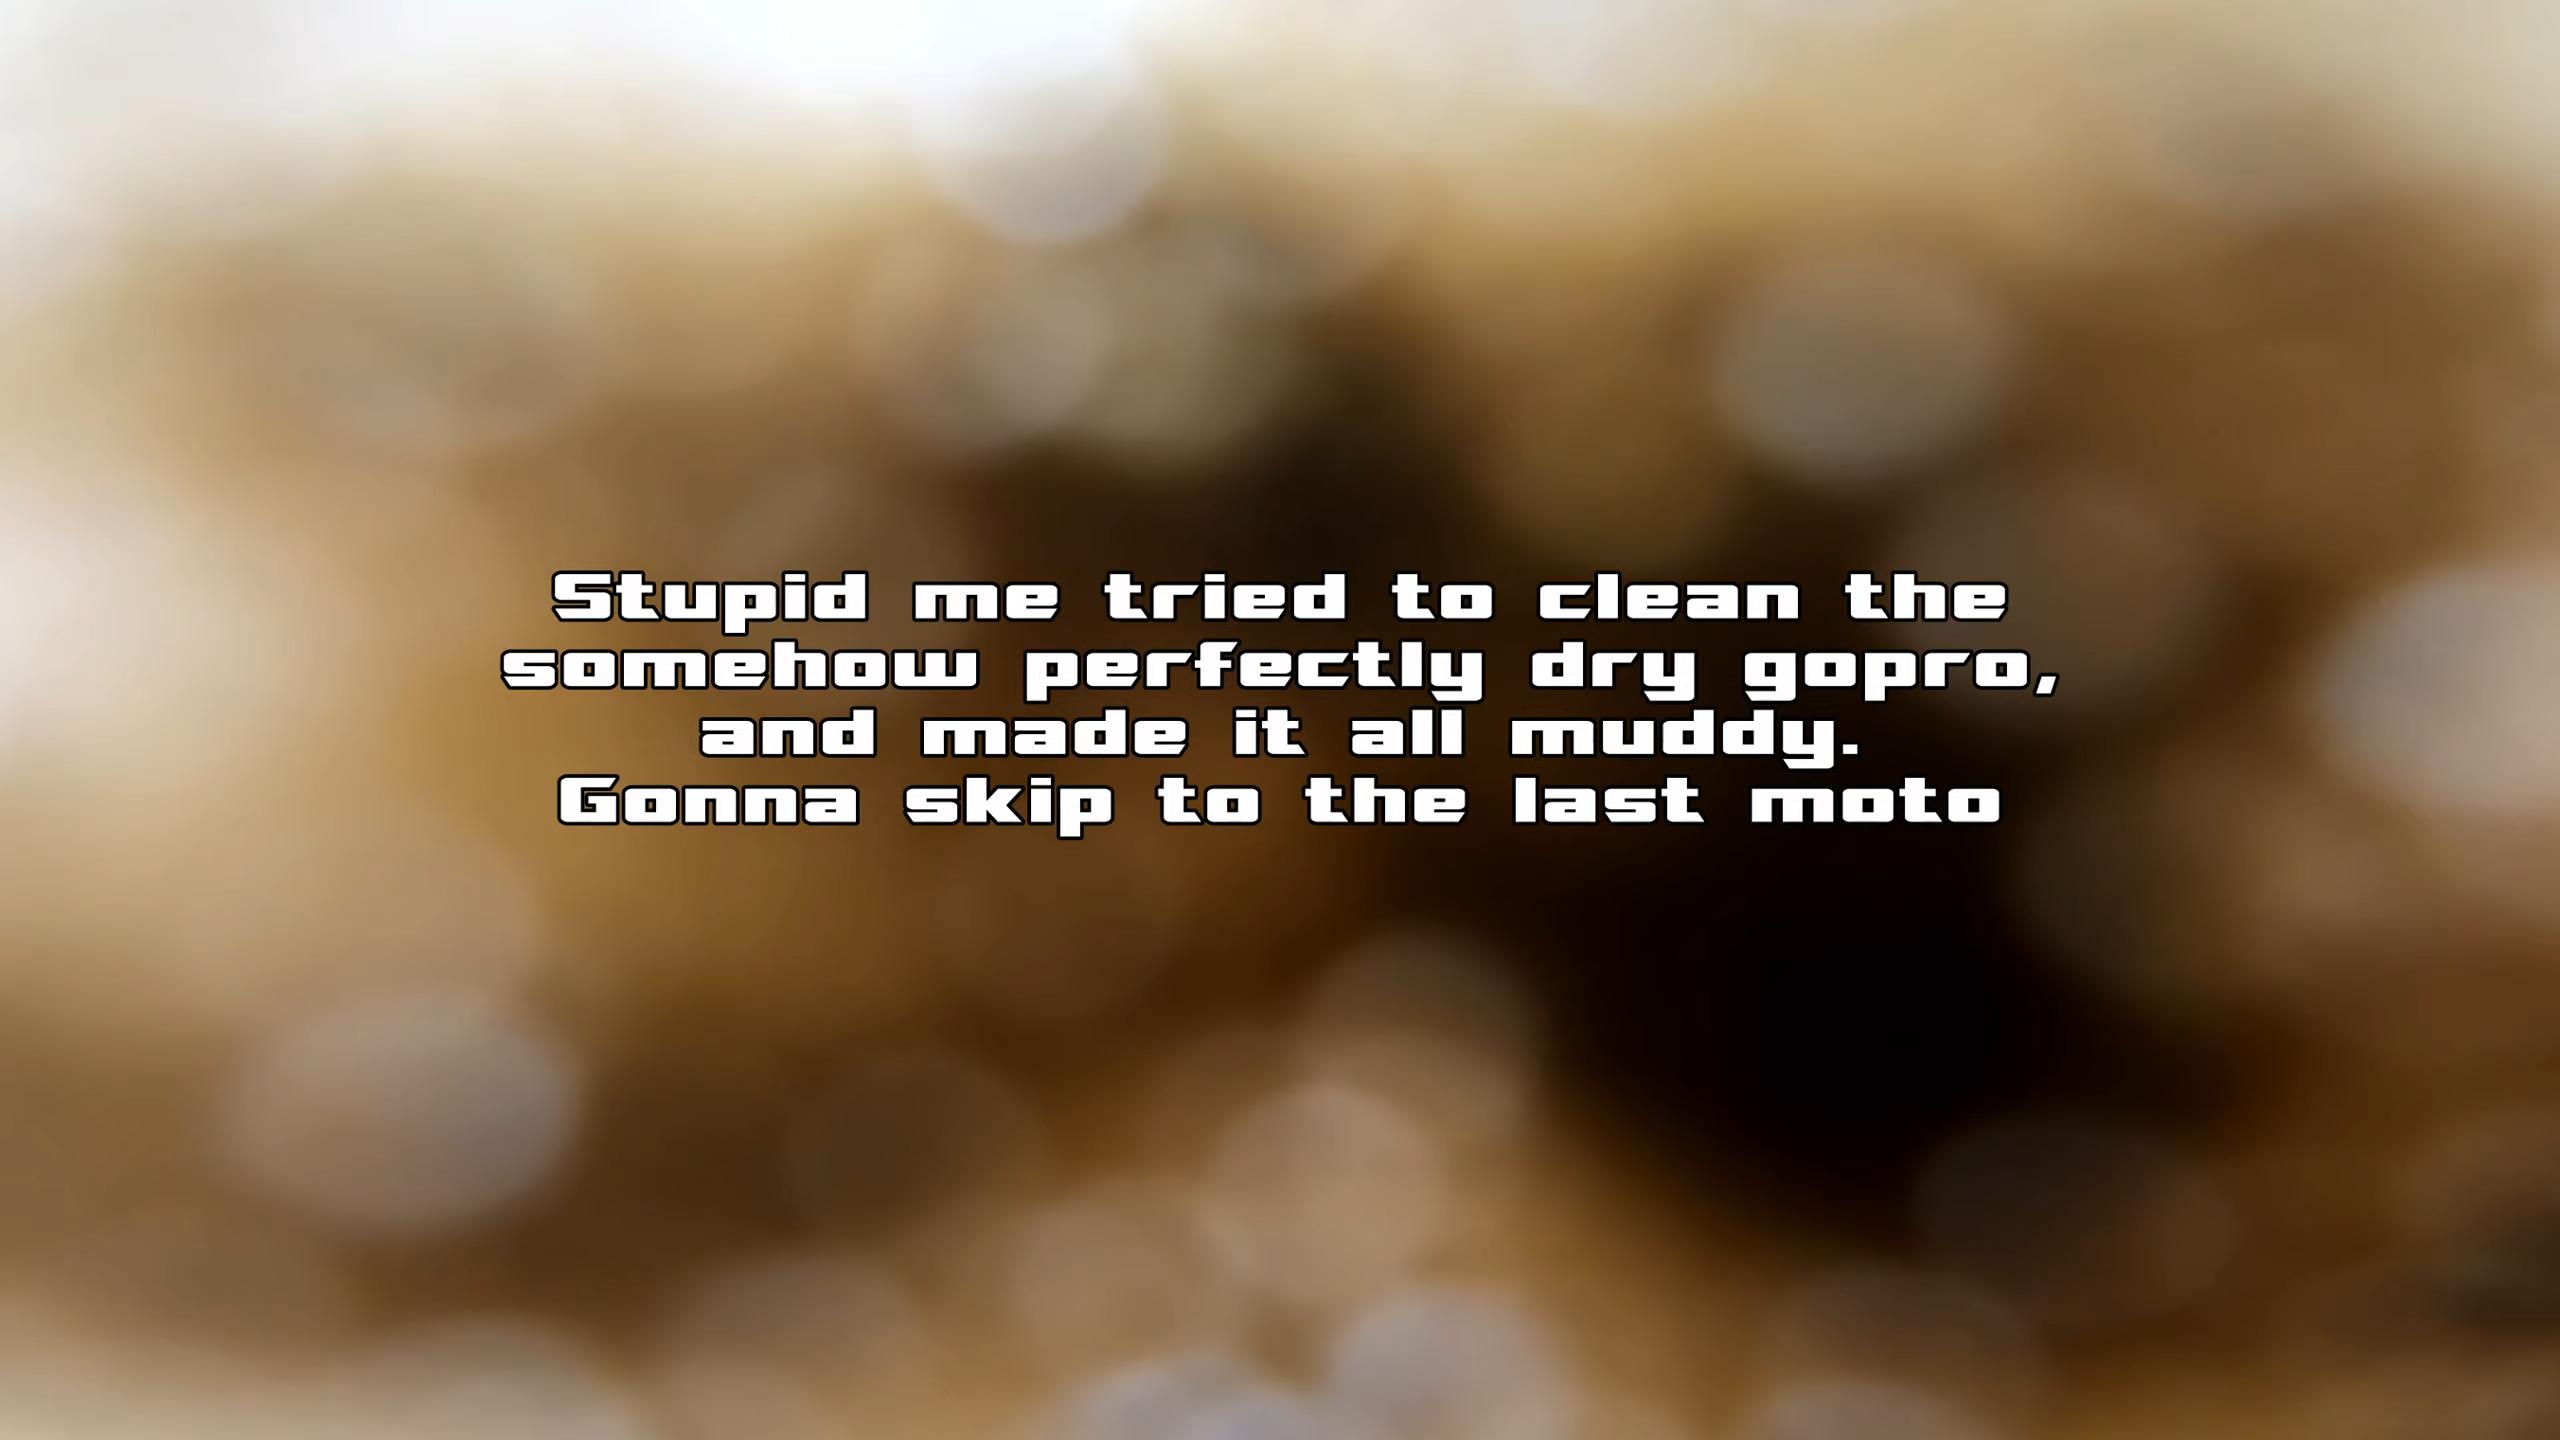 Stupid me tried to clean the
somehow perfectly dry gopro,
and made it all muddy.
Gonna skip to the last moto